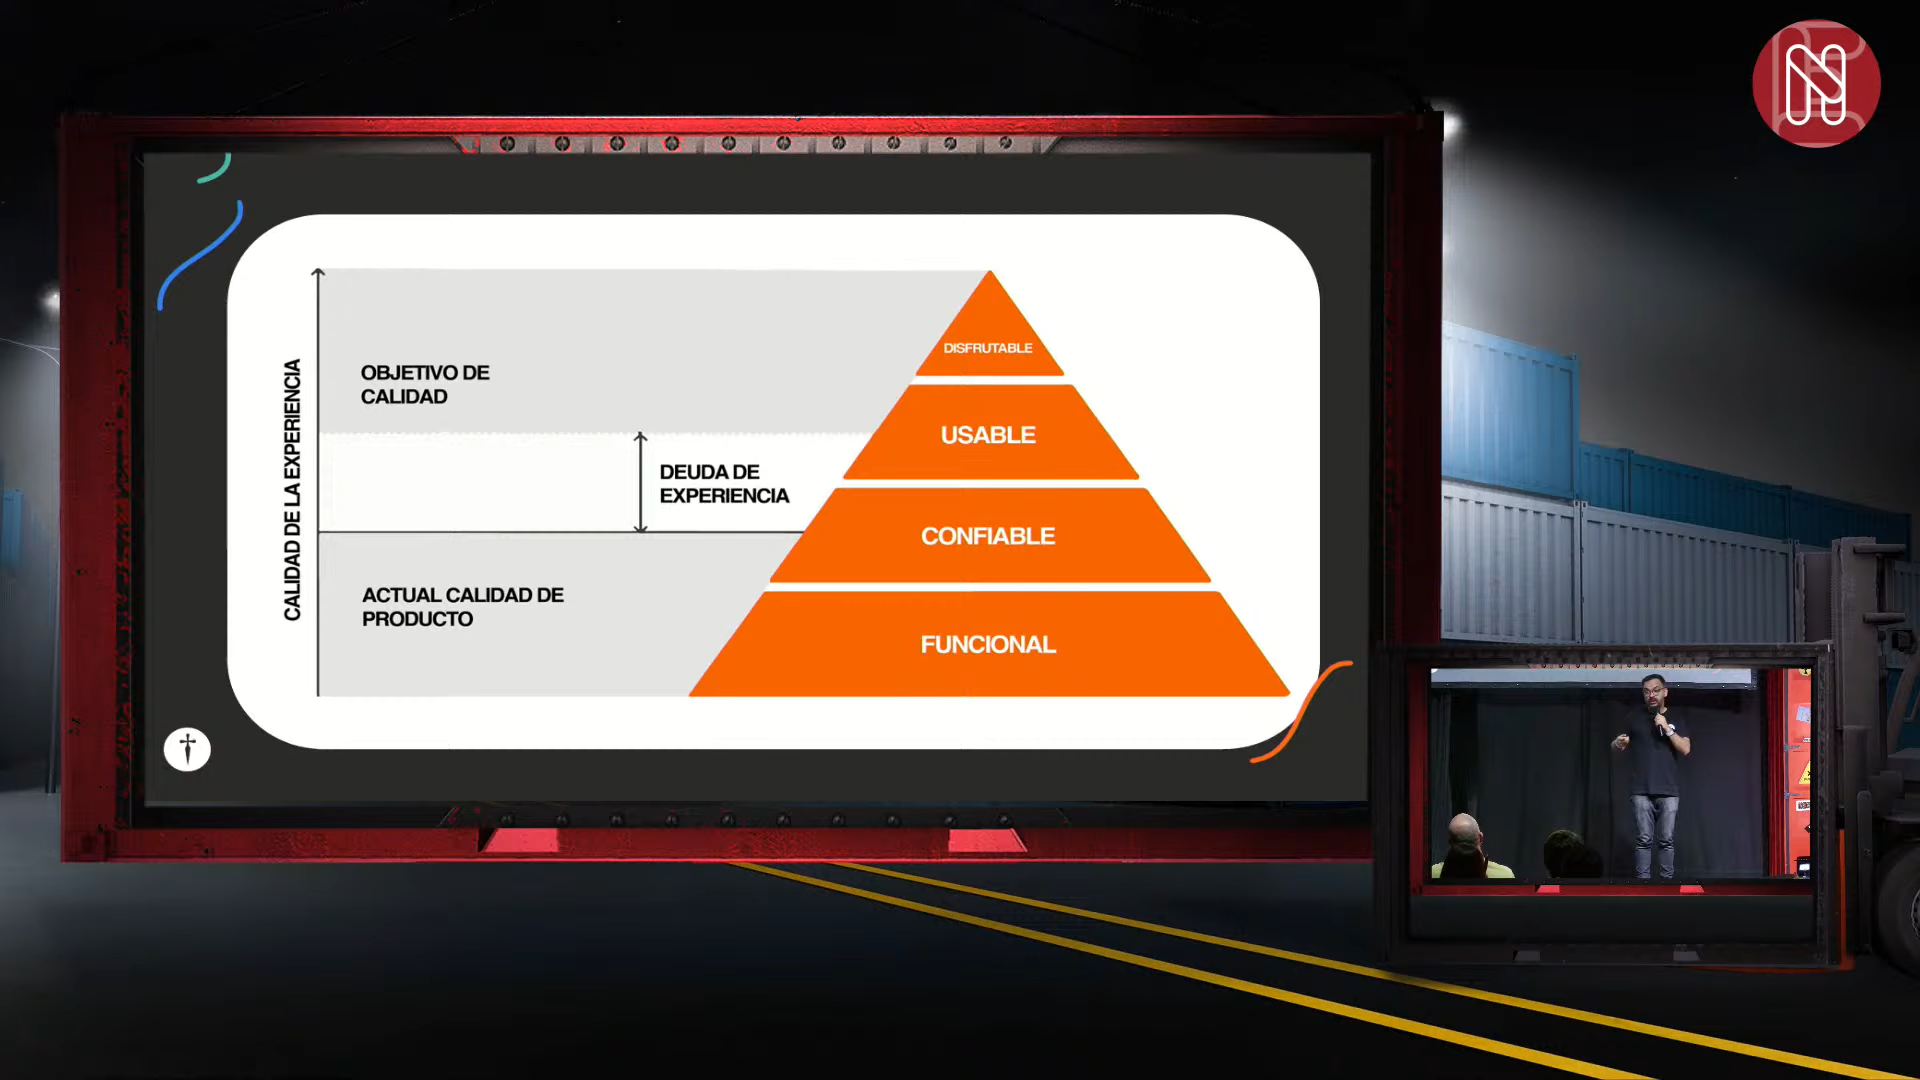 N
CALIDAD DE LA EXPERIENCIA
OBJETIVO DE
CALIDAD
DEUDA DE
EXPERIENCIA
ACTUAL CALIDAD DE
PRODUCTO
DISFRUTABLE
USABLE
CONFIABLE
FUNCIONAL